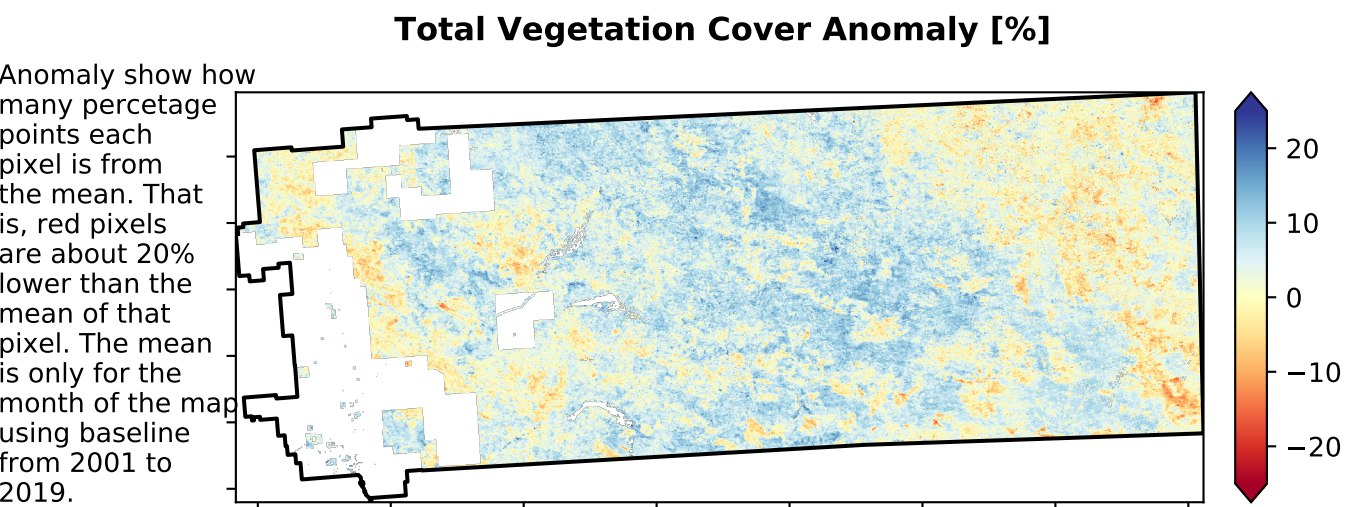 Total Vegetation Cover Anomaly [%]
Anomaly show how
many percetage
points each
pixel is from
the mean. That
is, red pixels
are about 20%
lower than the
mean of that
pixel. The mean
is only for the
month of the map
using baseline
from 2001 to
2019.
20
10
0
−10
−20